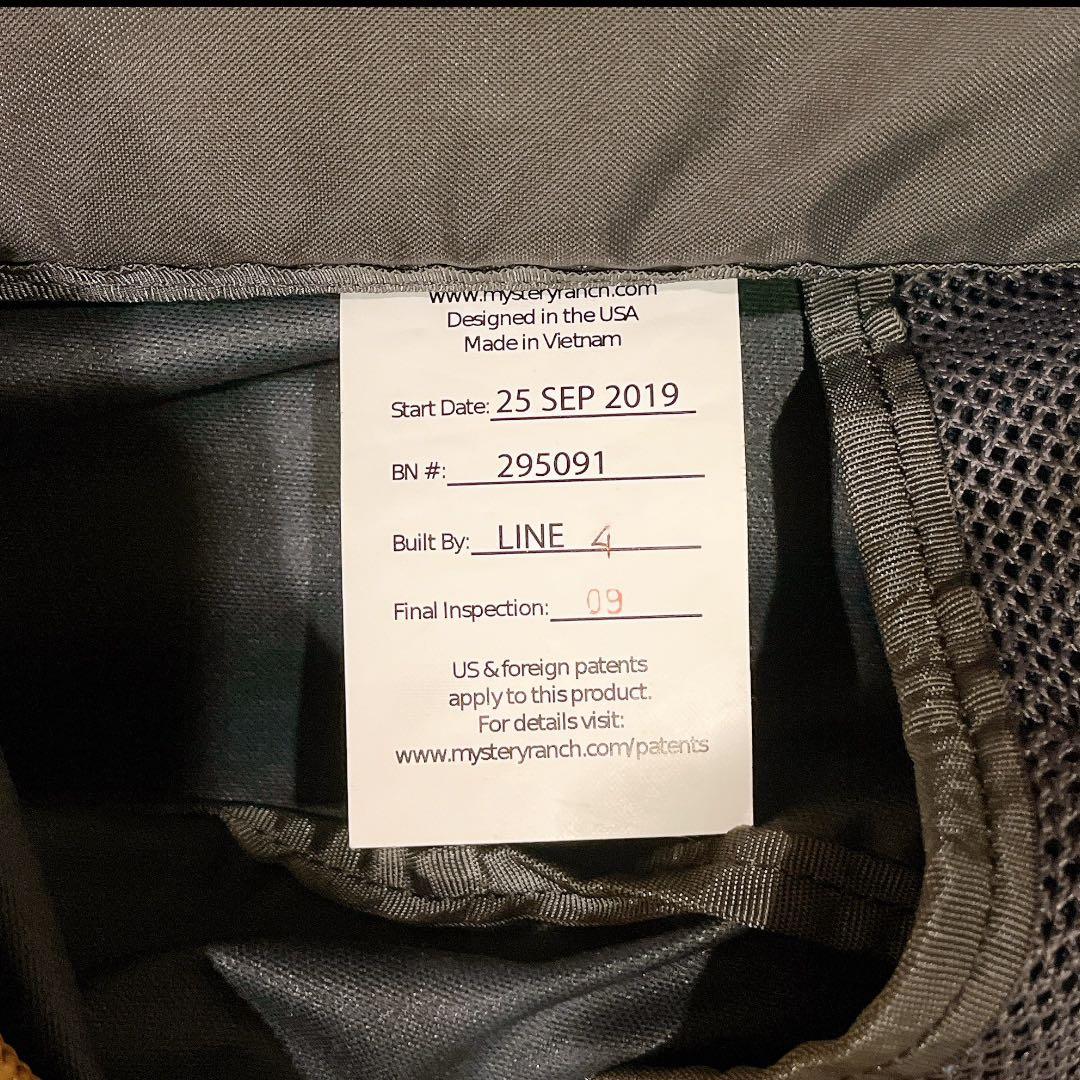 www.mysteryranch.com
Designed in the USA
Made in Vietnam
Start Date: 25 SEP 2019
BN #: 295091
Built By: LINE 4
Final Inspection: 09
US & foreign patents
apply to this product.
For details visit:
www.mysteryranch.com/patents